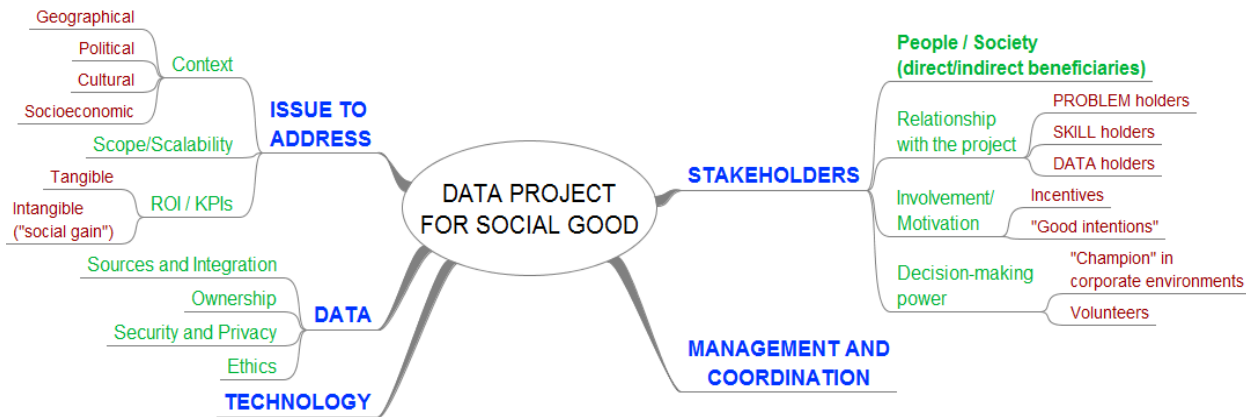 DATA PROJECT
FOR SOCIAL GOOD
ISSUE TO
ADDRESS
Context
Geographical
Political
Cultural
Socioeconomic
Scope/Scalability
ROI / KPIs
Tangible
Intangible
("social gain")
DATA
Sources and Integration
Ownership
Security and Privacy
Ethics
TECHNOLOGY
STAKEHOLDERS
People / Society
(direct/indirect beneficiaries)
Relationship
with the project
PROBLEM holders
SKILL holders
DATA holders
Involvement/
Motivation
Incentives
"Good intentions"
Decision-making
power
"Champion" in
corporate environments
Volunteers
MANAGEMENT AND
COORDINATION